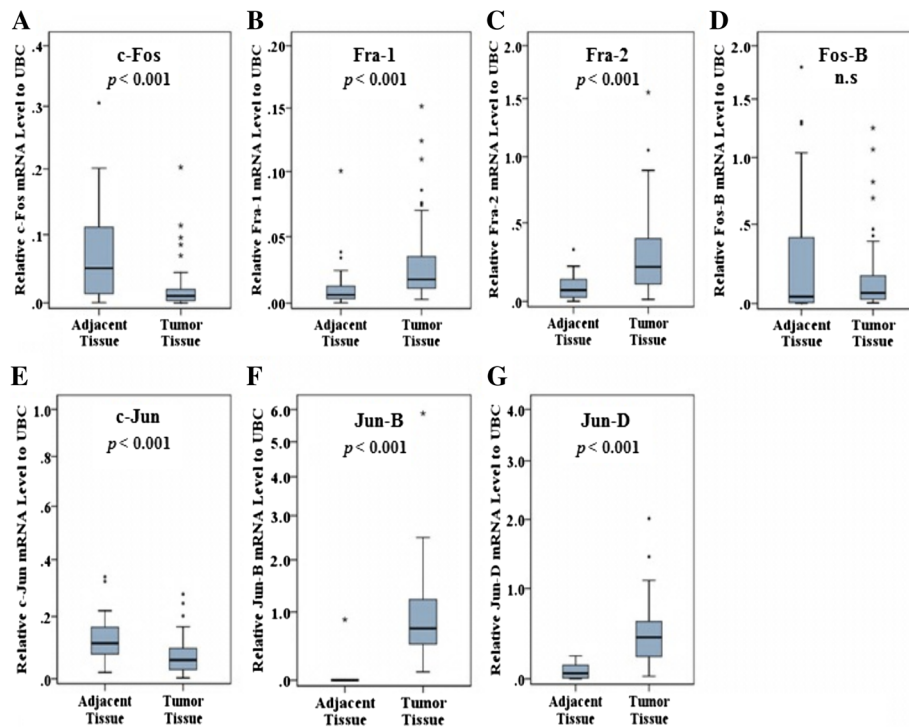 A
Relative c-Fos mRNA Level to UBC
c-Fos
p < 0.001
.4
.3
.2
.1
.0
Adjacent Tissue
Tumor Tissue
B
Relative Fra-1 mRNA Level to UBC
Fra-1
p < 0.001
.20
.15
.10
.05
.00
Adjacent Tissue
Tumor Tissue
C
Relative Fra-2 mRNA Level to UBC
Fra-2
p < 0.001
2.0
1.5
1.0
.5
.0
Adjacent Tissue
Tumor Tissue
D
Relative Fos-B mRNA Level to UBC
Fos-B
n.s
2.0
1.5
1.0
.5
.0
Adjacent Tissue
Tumor Tissue
E
Relative c-Jun mRNA Level to UBC
c-Jun
p < 0.001
1.0
.8
.6
.4
.2
.0
Adjacent Tissue
Tumor Tissue
F
Relative Jun-B mRNA Level to UBC
Jun-B
p < 0.001
6.0
5.0
4.0
3.0
2.0
1.0
.0
Adjacent Tissue
Tumor Tissue
G
Relative Jun-D mRNA Level to UBC
Jun-D
p < 0.001
4.0
3.0
2.0
1.0
.0
Adjacent Tissue
Tumor Tissue